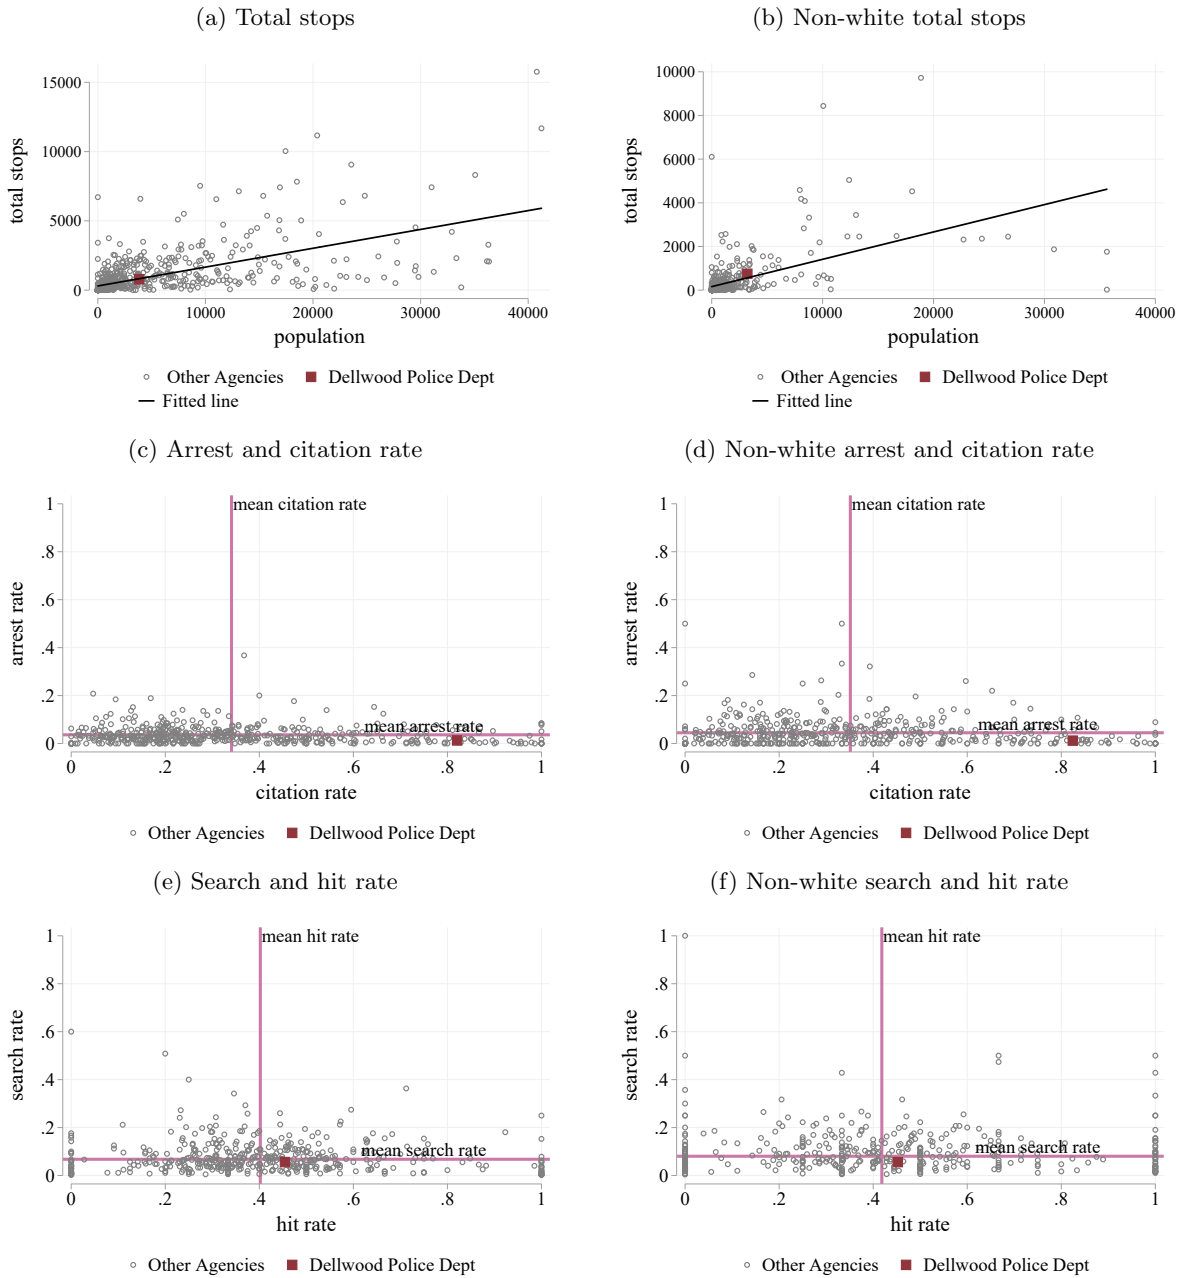 (a) Total stops
(b) Non-white total stops
total stops
15000
10000
5000
0
0 10000 20000 30000 40000
population
Other Agencies Dellwood Police Dept
Fitted line
total stops
10000
8000
6000
4000
2000
0
0 10000 20000 30000 40000
population
Other Agencies Dellwood Police Dept
Fitted line
(c) Arrest and citation rate
(d) Non-white arrest and citation rate
arrest rate
1
.8
.6
.4
.2
0
mean citation rate
mean arrest rate
0 .2 .4 .6 .8 1
citation rate
Other Agencies Dellwood Police Dept
arrest rate
1
.8
.6
.4
.2
0
mean citation rate
mean arrest rate
0 .2 .4 .6 .8 1
citation rate
Other Agencies Dellwood Police Dept
(e) Search and hit rate
(f) Non-white search and hit rate
search rate
1
.8
.6
.4
.2
0
mean hit rate
mean search rate
0 .2 .4 .6 .8 1
hit rate
Other Agencies Dellwood Police Dept
search rate
1
.8
.6
.4
.2
0
mean hit rate
mean search rate
0 .2 .4 .6 .8 1
hit rate
Other Agencies Dellwood Police Dept